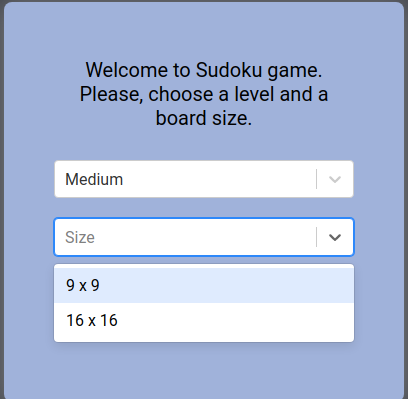 Welcome to Sudoku game.
Please, choose a level and a
board size.
Medium
Size
9 x 9
16 x 16